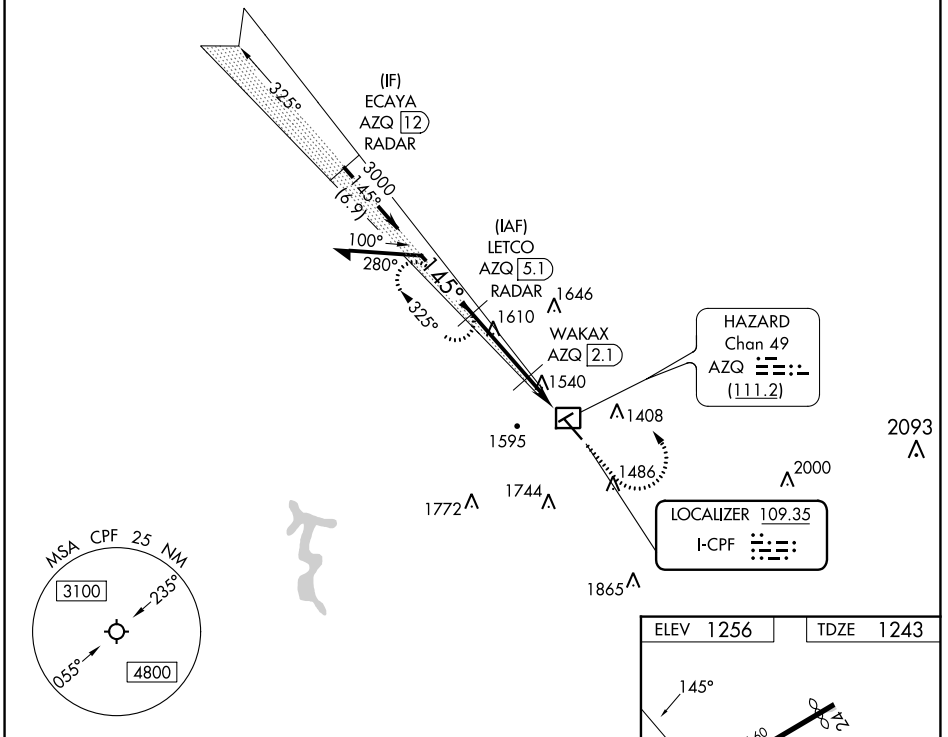 325°
(IF)
ECAYA
AZQ 12
RADAR
3000
145°
(6.9)
100°
280°
145°
325°
(IAF)
LETCO
AZQ 5.1
RADAR
1646
1610
WAKAX
AZQ 2.1
1540
HAZARD
Chan 49
AZQ
(111.2)
1408
1595
2093
1486
2000
1772
1744
LOCALIZER 109.35
I-CPF
1865
MSA CPF 25 NM
3100
235°
055°
4800
ELEV 1256
TDZE 1243
145°
24